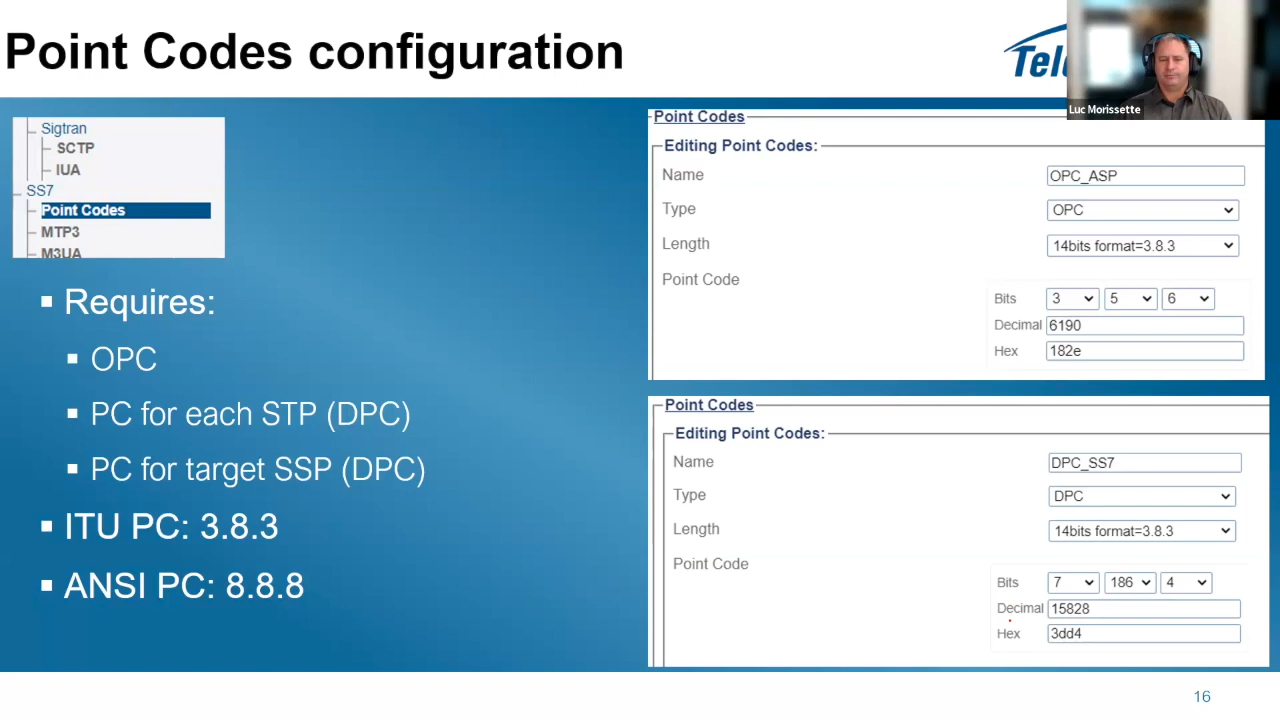 Point Codes configuration
Luc Morissette
Sigtran
SCTP
IUA
SS7
Point Codes
MTP3
M3UA
▪ Requires:
▪ OPC
▪ PC for each STP (DPC)
▪ PC for target SSP (DPC)
▪ ITU PC: 3.8.3
▪ ANSI PC: 8.8.8
Point Codes
Editing Point Codes:
Name OPC_ASP
Type OPC
Length 14bits format=3.8.3
Point Code
Bits 3 5 6
Decimal 6190
Hex 182e
Point Codes
Editing Point Codes:
Name DPC_SS7
Type DPC
Length 14bits format=3.8.3
Point Code
Bits 7 186 4
Decimal 15828
Hex 3dd4
16